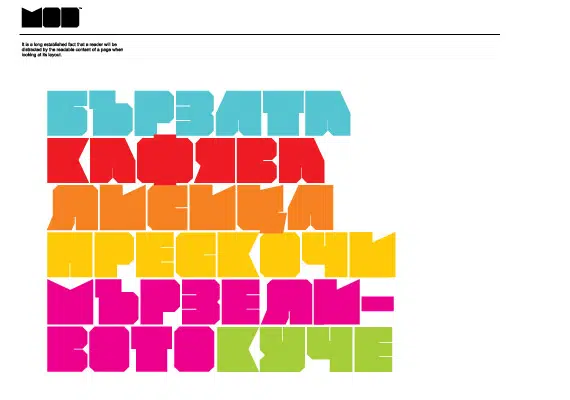 MOD™
It is a long established fact that a reader will be
distracted by the readable content of a page when
looking at its layout.
БЪРЗАТА
КАФЯВА
ЛИСИЦА
ПРЕСКОЧИ
МЪРЗЕЛИ-
ВОТО КУЧЕ